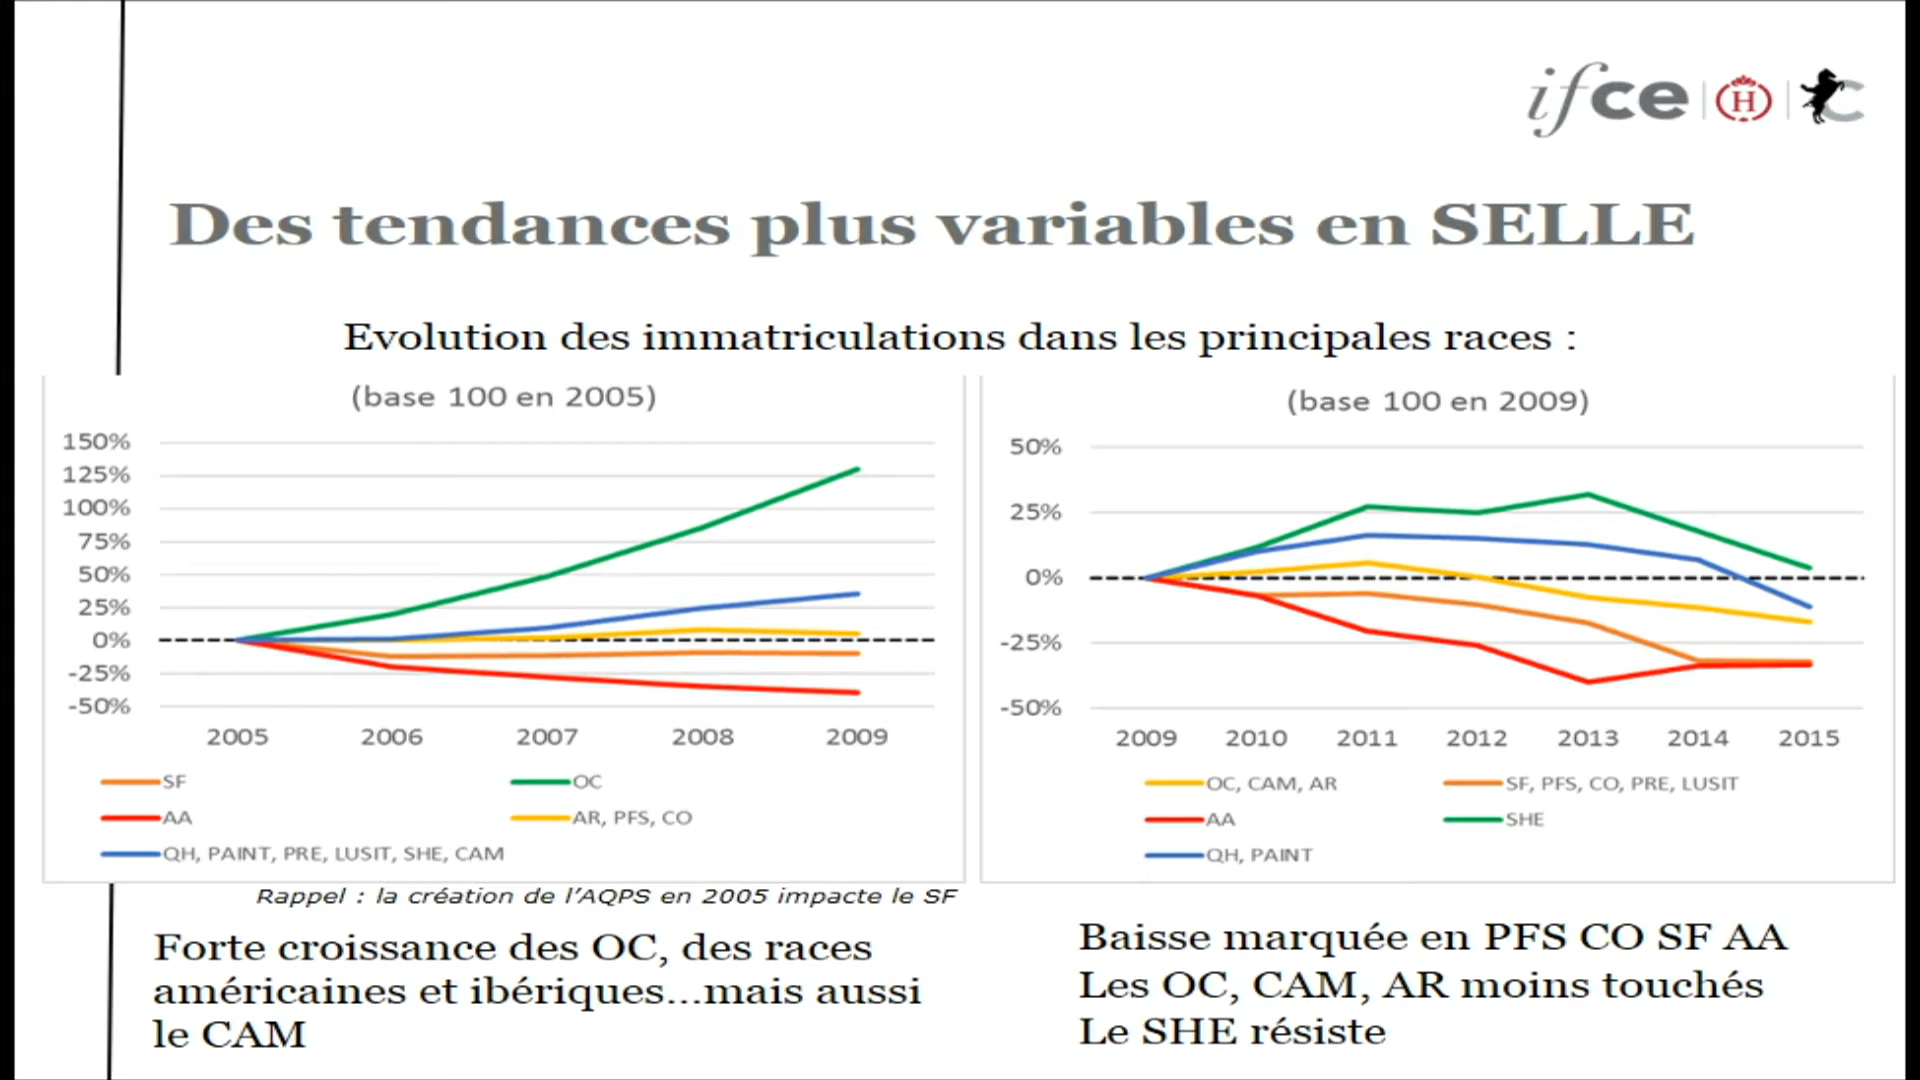 ifce
H
Des tendances plus variables en SELLE
Evolution des immatriculations dans les principales races :
(base 100 en 2005)
150%
125%
100%
75%
50%
25%
0%
-25%
-50%
2005 2006 2007 2008 2009
SF OC
AA AR, PFS, CO
QH, PAINT, PRE, LUSIT, SHE, CAM
Rappel : la création de l'AQPS en 2005 impacte le SF
Forte croissance des OC, des races
américaines et ibériques...mais aussi
le CAM
(base 100 en 2009)
50%
25%
0%
-25%
-50%
2009 2010 2011 2012 2013 2014 2015
OC, CAM, AR SF, PFS, CO, PRE, LUSIT
AA SHE
QH, PAINT
Baisse marquée en PFS CO SF AA
Les OC, CAM, AR moins touchés
Le SHE résiste